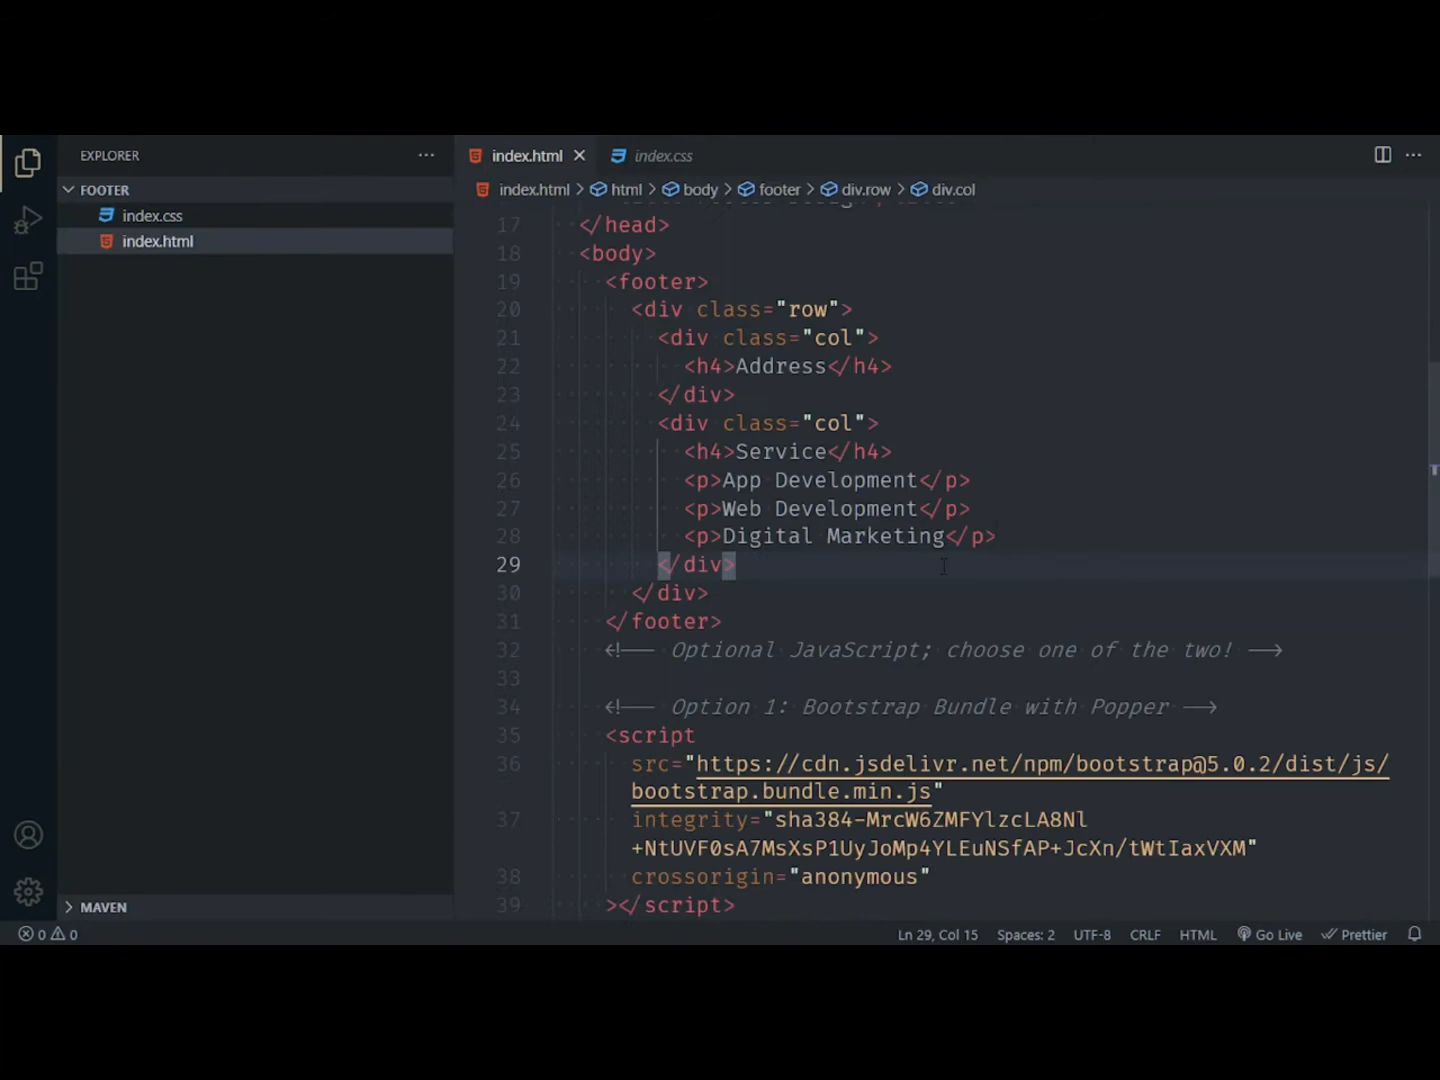 EXPLORER
FOOTER
index.css
index.html
MAVEN
index.html
index.css
index.html > html > body > footer > div.row > div.col
17 </head>
18 <body>
19 <footer>
20 <div class="row">
21 <div class="col">
22 <h4>Address</h4>
23 </div>
24 <div class="col">
25 <h4>Service</h4>
26 <p>App Development</p>
27 <p>Web Development</p>
28 <p>Digital Marketing</p>
29 </div>
30 </div>
31 </footer>
32 <!-- Optional JavaScript; choose one of the two! -->
33
34 <!-- Option 1: Bootstrap Bundle with Popper -->
35 <script
36 src="https://cdn.jsdelivr.net/npm/bootstrap@5.0.2/dist/js/
bootstrap.bundle.min.js"
37 integrity="sha384-MrcW6ZMFYlzcLA8Nl
+NtUVF0sA7MsXsP1UyJoMp4YLEuNSfAP+JcXn/tWtIaxVXM"
38 crossorigin="anonymous"
39 ></script>
0 0
Ln 29, Col 15 Spaces: 2 UTF-8 CRLF HTML Go Live Prettier